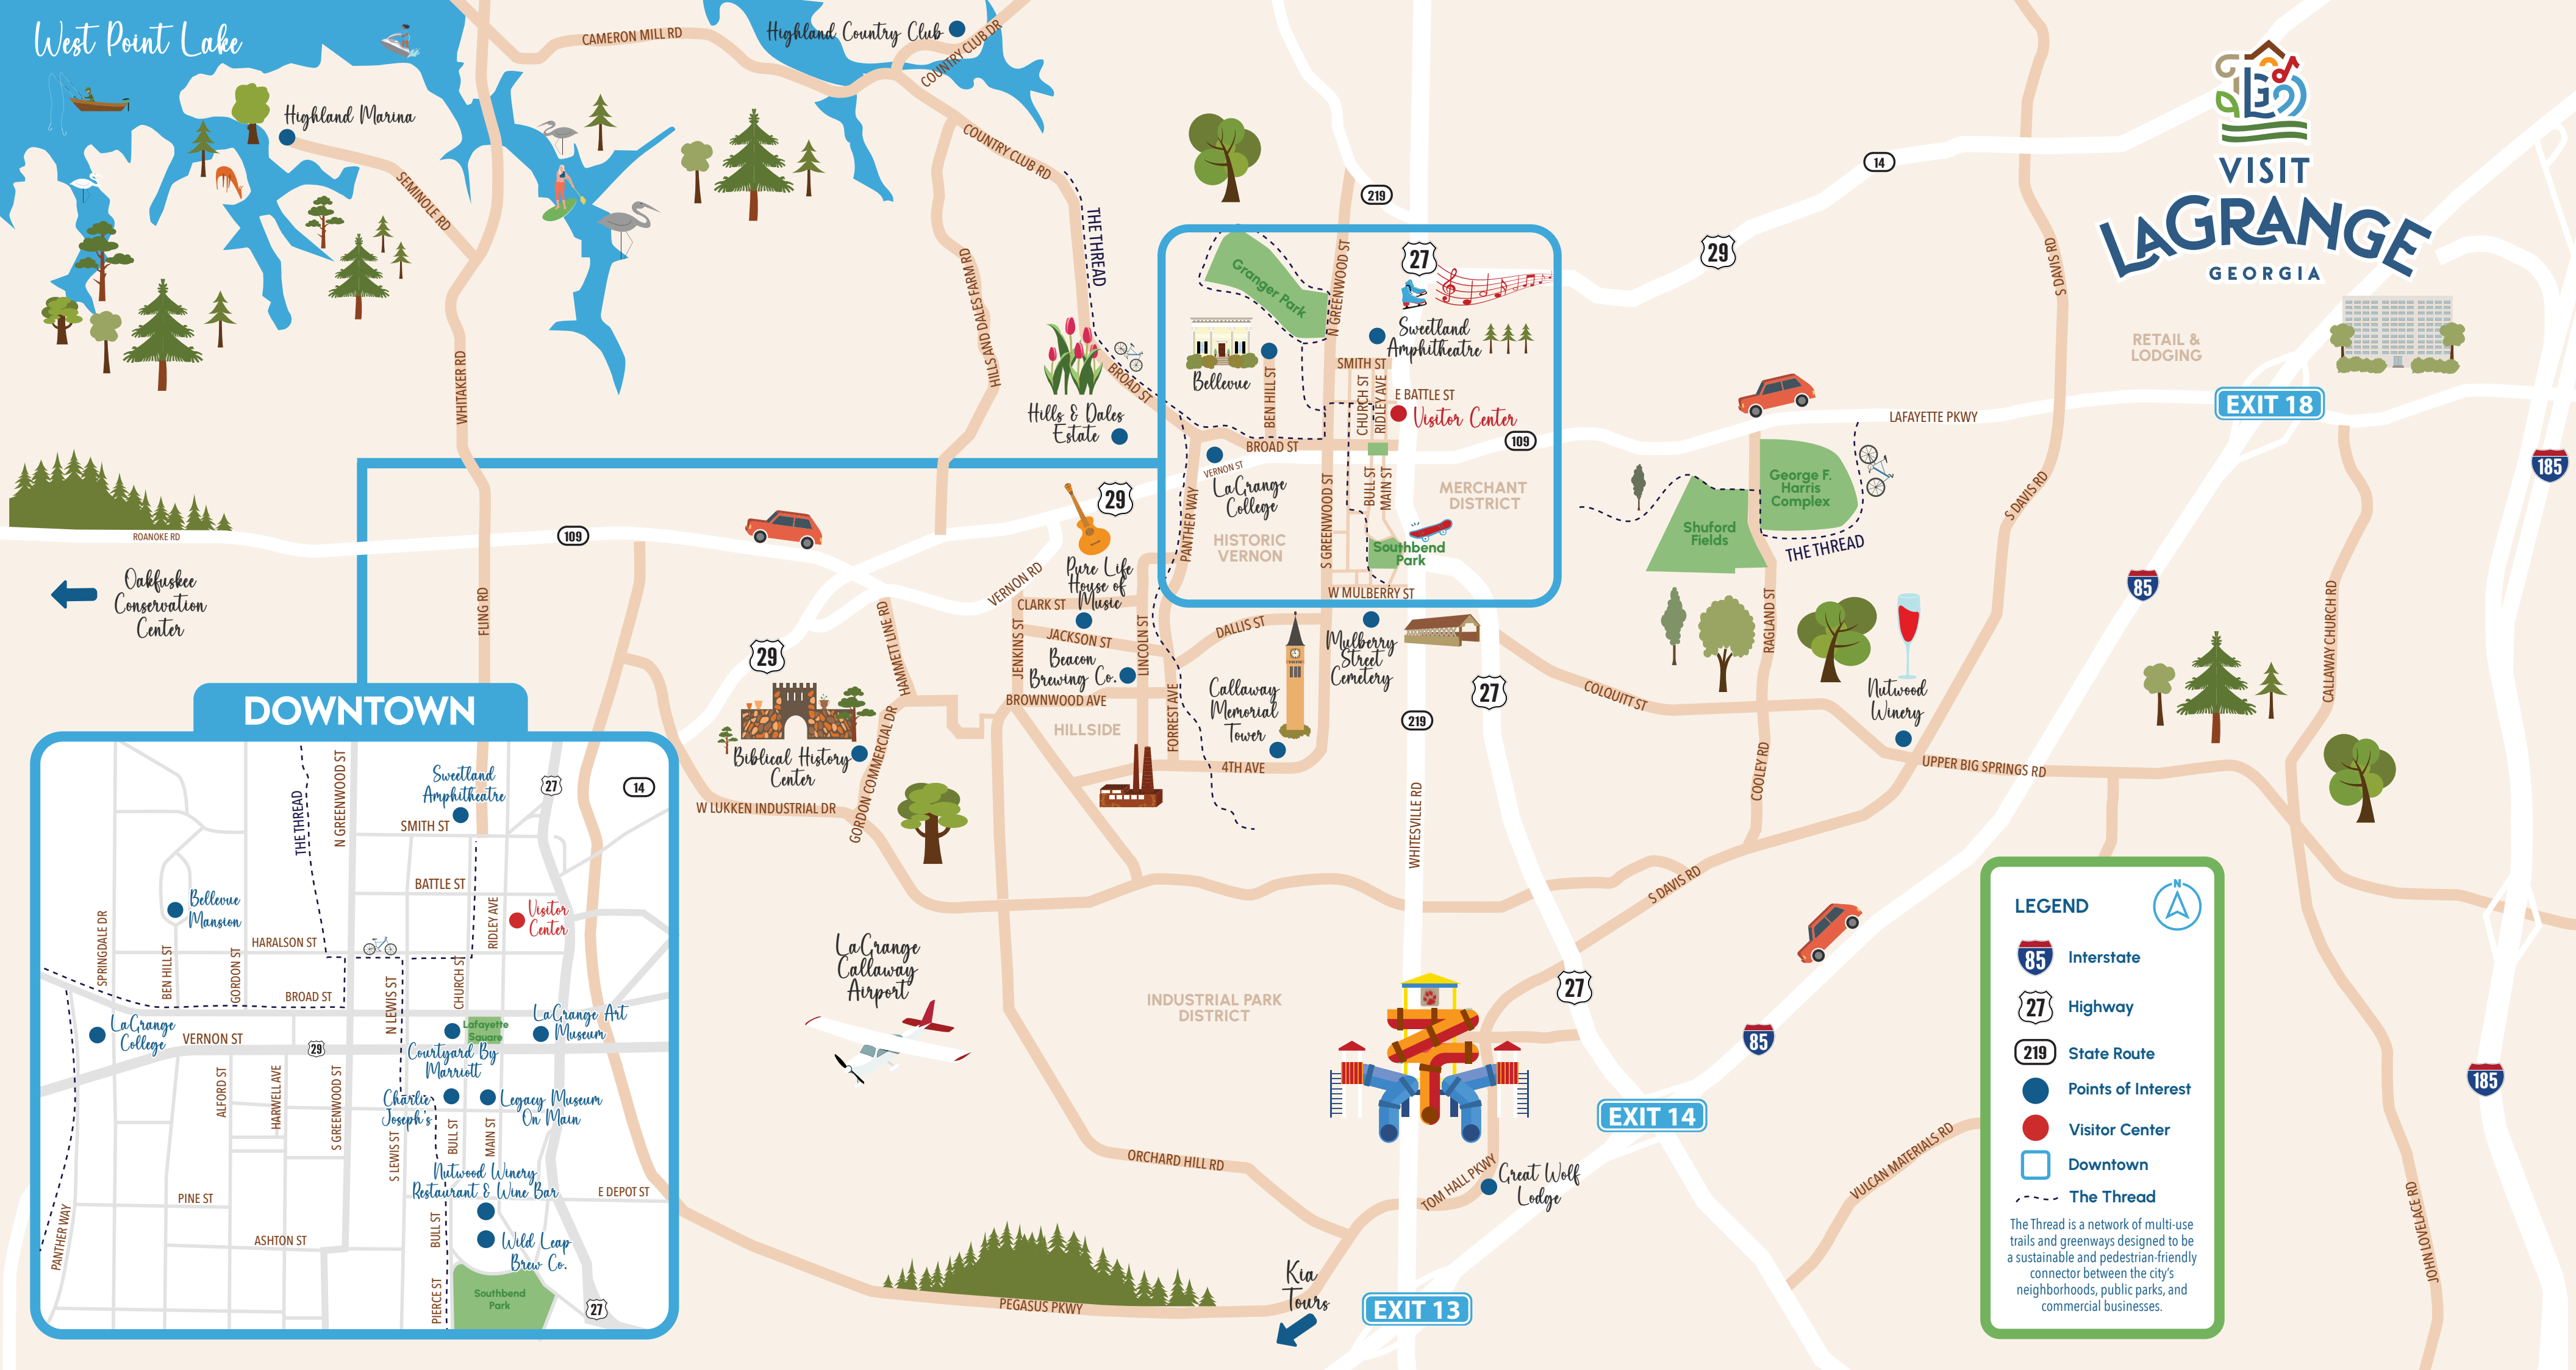 West Point Lake
CAMERON MILL RD
Highland Country Club
COUNTRY CLUB DR
Highland Marina
SEMINOLE RD
COUNTRY CLUB RD
THE THREAD
219
14
VISIT
LAGRANGE
GEORGIA
WHITAKER RD
HILLS AND DALES FARM RD
Hills & Dales
Estate
BROAD ST
Granger Park
N GREENWOOD ST
27
29
S DAVIS RD
Sweetland
Amphitheatre
Bellevue
BEN HILL ST
SMITH ST
CHURCH ST
RIDLEY AVE
E BATTLE ST
Visitor Center
BROAD ST
109
VERNON ST
LaGrange
College
PANTHER WAY
HISTORIC
VERNON
S GREENWOOD ST
BULL ST
MAIN ST
MERCHANT
DISTRICT
Southbend
Park
W MULBERRY ST
RETAIL &
LODGING
EXIT 18
LAFAYETTE PKWY
185
George F.
Harris
Complex
Shuford
Fields
THE THREAD
S DAVIS RD
85
ROANOKE RD
109
29
Oakfuskee
Conservation
Center
FLING RD
VERNON RD
Pure Life
House of
Music
CLARK ST
JACKSON ST
JENKINS ST
LINCOLN ST
Beacon
Brewing Co.
BROWNWOOD AVE
HILLSIDE
FORREST AVE
DALLIS ST
Callaway
Memorial
Tower
4TH AVE
Mulberry
Street
Cemetery
27
219
COLQUITT ST
RAGLAND ST
Nutwood
Winery
CALLAWAY CHURCH RD
29
HAMMETT LINE RD
Biblical History
Center
GORDON COMMERCIAL DR
W LUKKEN INDUSTRIAL DR
WHITESVILLE RD
COOLEY RD
UPPER BIG SPRINGS RD
S DAVIS RD
DOWNTOWN
THE THREAD
N GREENWOOD ST
Sweetland
Amphitheatre
27
14
SMITH ST
BATTLE ST
Bellevue
Mansion
RIDLEY AVE
Visitor
Center
SPRINGDALE DR
BEN HILL ST
GORDON ST
HARALSON ST
BROAD ST
N LEWIS ST
CHURCH ST
LaGrange
College
VERNON ST
29
Lafayette
Square
LaGrange Art
Museum
Courtyard By
Marriott
ALFORD ST
HARWELL AVE
S GREENWOOD ST
Charlie
Joseph's
Legacy Museum
On Main
S LEWIS ST
BULL ST
MAIN ST
Nutwood Winery
Restaurant & Wine Bar
PINE ST
E DEPOT ST
BULL ST
Wild Leap
Brew Co.
ASHTON ST
PANTHER WAY
PIERCE ST
Southbend
Park
27
LaGrange
Callaway
Airport
INDUSTRIAL PARK
DISTRICT
27
85
EXIT 14
ORCHARD HILL RD
TOM HALL PKWY
Great Wolf
Lodge
VULCAN MATERIALS RD
PEGASUS PKWY
Kia
Tours
EXIT 13
185
JOHN LOVELACE RD
LEGEND
N
85
Interstate
27
Highway
219
State Route
Points of Interest
Visitor Center
Downtown
The Thread
The Thread is a network of multi-use
trails and greenways designed to be
a sustainable and pedestrian-friendly
connector between the city's
neighborhoods, public parks, and
commercial businesses.